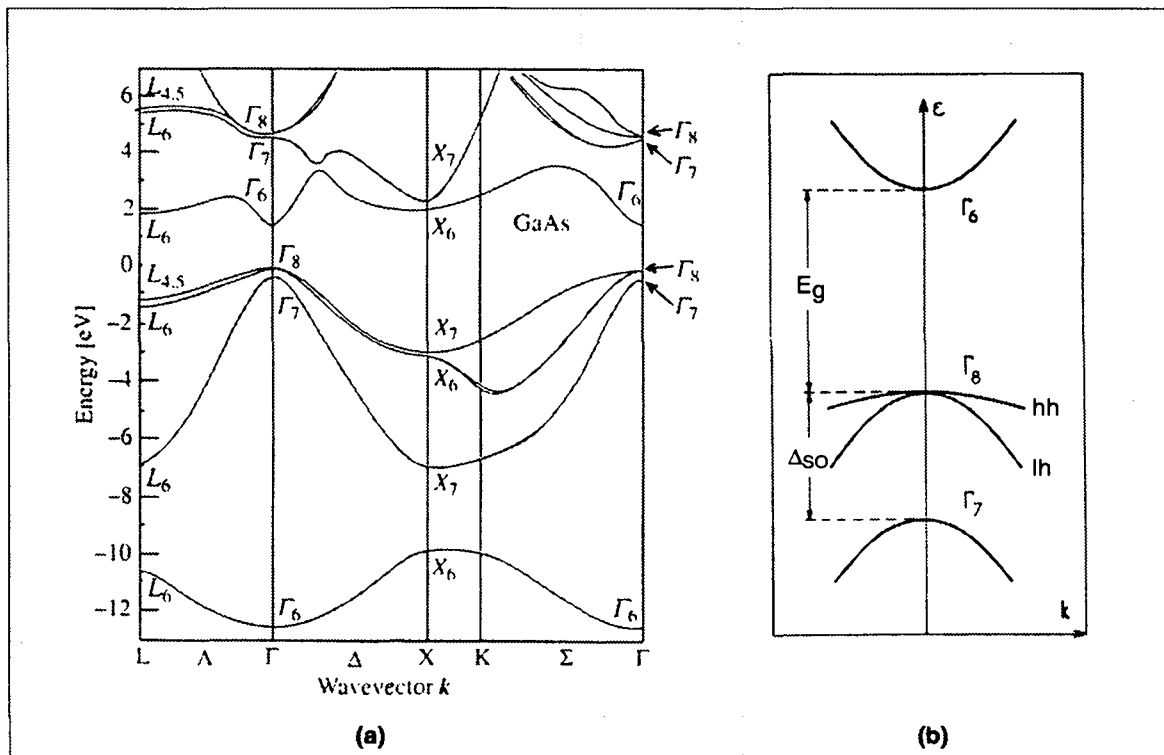 Energy [eV]
6
4
2
0
−2
−4
−6
−8
−10
−12
L4,5
L6
Γ8
Γ7
Γ6
L6
L4,5
L6
Γ8
Γ7
L6
L6
Γ6
X7
X6
X7
X6
X7
X6
GaAs
Γ8
Γ7
Γ6
Γ8
Γ7
Γ6
L Λ Γ Δ X K Σ Γ
Wavevector k
(a)
ε
Γ6
Eg
Γ8
hh
Δso
lh
Γ7
k
(b)